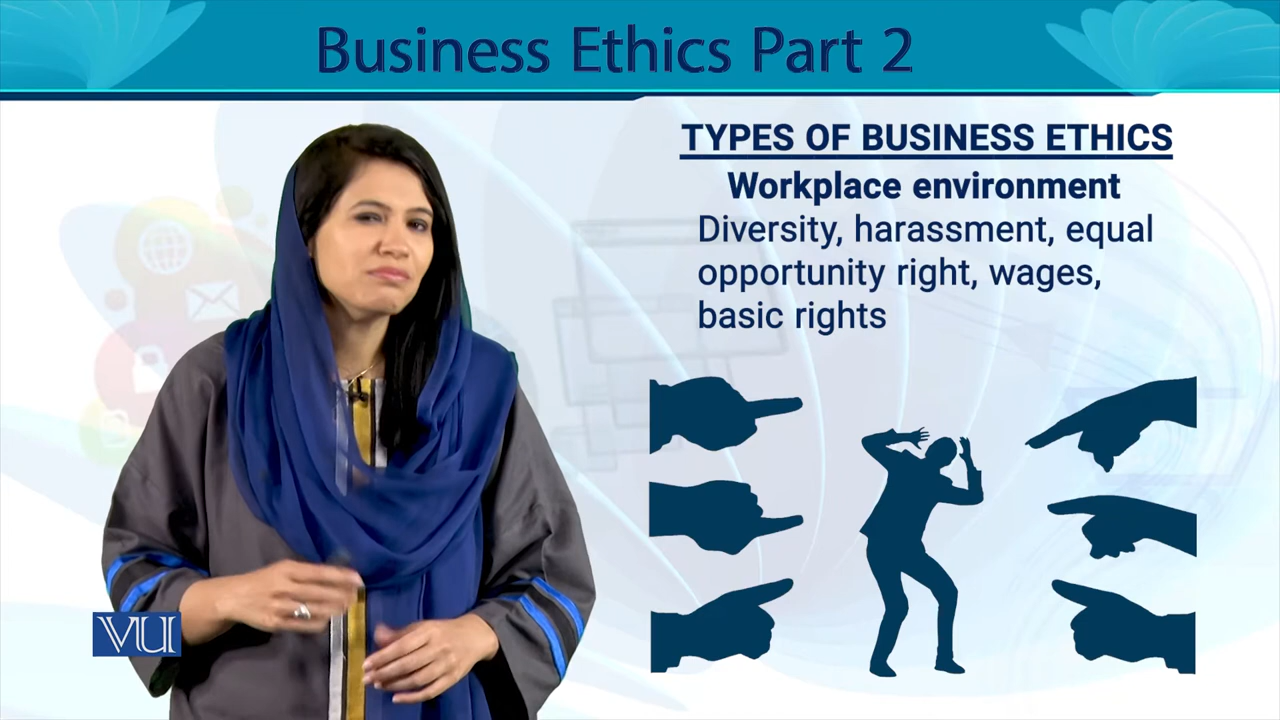 Business Ethics Part 2
TYPES OF BUSINESS ETHICS
Workplace environment
Diversity, harassment, equal
opportunity right, wages,
basic rights
VU